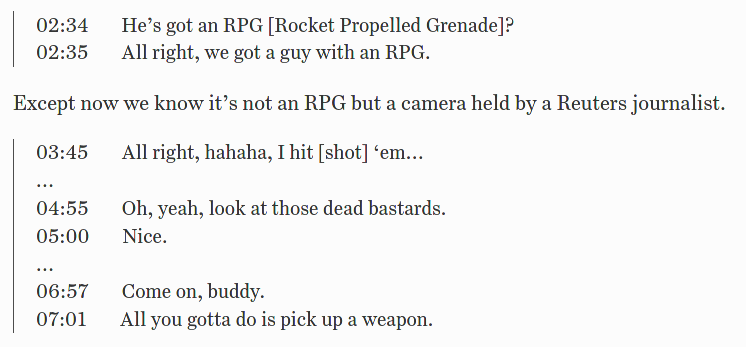 02:34 He’s got an RPG [Rocket Propelled Grenade]?
02:35 All right, we got a guy with an RPG.
Except now we know it’s not an RPG but a camera held by a Reuters journalist.
03:45 All right, hahaha, I hit [shot] ‘em…
…
04:55 Oh, yeah, look at those dead bastards.
05:00 Nice.
…
06:57 Come on, buddy.
07:01 All you gotta do is pick up a weapon.